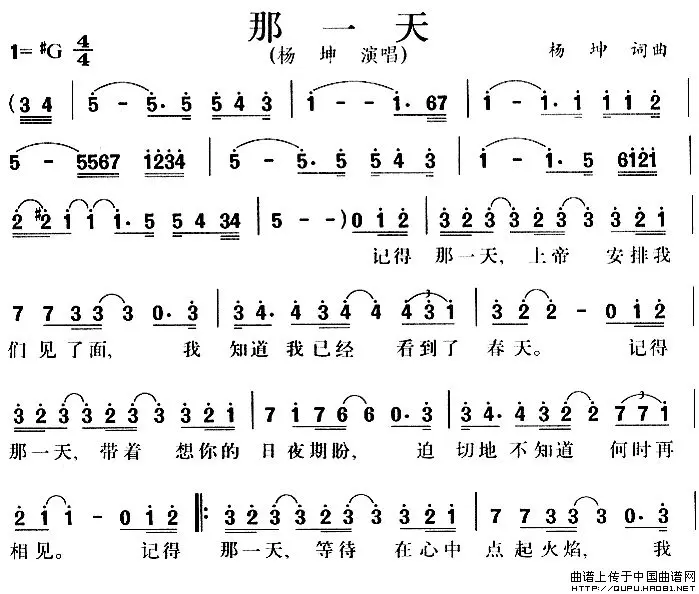 那一天
(杨 坤 演唱)
1=♯G 4/4
杨 坤 词曲
(3 4 | 5 - 5. 5 5 4 3 | 1 - 1. 6 7 | 1 - 1. 1 1 1 2 |
5 - 5567 1234 | 5 - 5. 5 5 4 3 | 1 - 1. 5 6121 |
2 ♯2 1 1 1. 5 5 4 34 | 5 - -) 0 1 2 | 3 2 3 3 2 3 3 3 2 1 |
记得 那一天, 上帝 安排我
7 7 3 3 3 0. 3 | 3 4. 4 3 4 4 4 3 1 | 3 2 2 - 0 1 2 |
们见了面, 我 知道我已经 看到了 春天。 记得
3 2 3 3 2 3 3 3 2 1 | 7 1 7 6 6 0. 3 | 3 4. 4 3 2 2 7 7 1 |
那一天, 带着 想你的 日夜期盼, 迫 切地不知道 何时再
2 1 1 - 0 1 2 |: 3 2 3 3 2 3 3 3 2 1 | 7 7 3 3 3 0. 3 |
相见。 记得 那一天, 等待 在心中 点起火焰, 我
曲谱上传于中国曲谱网
HTTP://QUPU.HAO81.NET